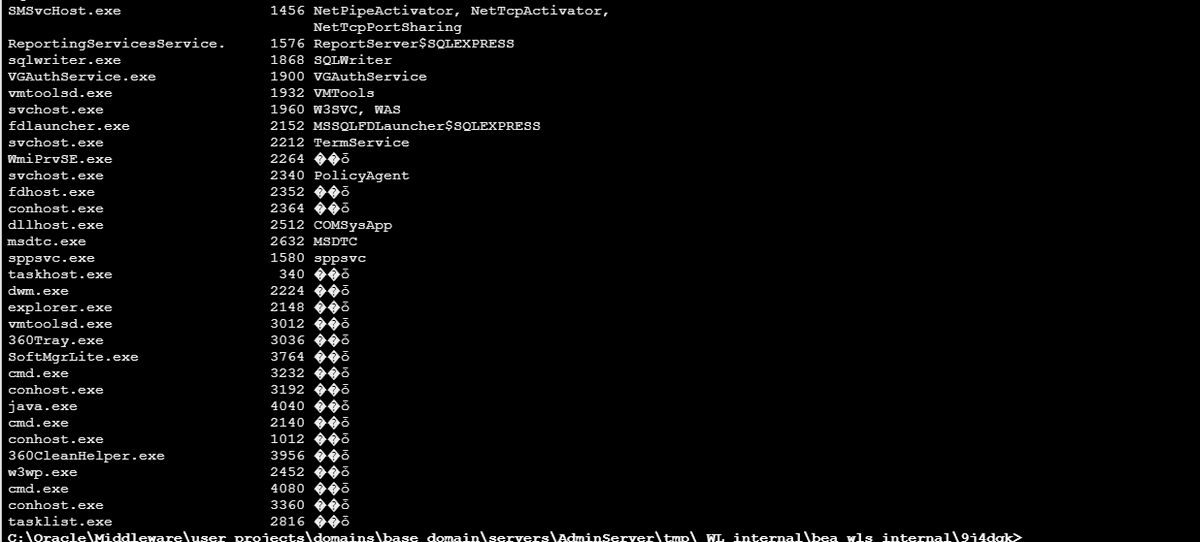 SMSvcHost.exe 1456 NetPipeActivator, NetTcpActivator,
NetTcpPortSharing
ReportingServicesService. 1576 ReportServer$SQLEXPRESS
sqlwriter.exe 1868 SQLWriter
VGAuthService.exe 1900 VGAuthService
vmtoolsd.exe 1932 VMTools
svchost.exe 1960 W3SVC, WAS
fdlauncher.exe 2152 MSSQLFDLauncher$SQLEXPRESS
svchost.exe 2212 TermService
WmiPrvSE.exe 2264 ��ȱ
svchost.exe 2340 PolicyAgent
fdhost.exe 2352 ��ȱ
conhost.exe 2364 ��ȱ
dllhost.exe 2512 COMSysApp
msdtc.exe 2632 MSDTC
sppsvc.exe 1580 sppsvc
taskhost.exe 340 ��ȱ
dwm.exe 2224 ��ȱ
explorer.exe 2148 ��ȱ
vmtoolsd.exe 3012 ��ȱ
360Tray.exe 3036 ��ȱ
SoftMgrLite.exe 3764 ��ȱ
cmd.exe 3232 ��ȱ
conhost.exe 3192 ��ȱ
java.exe 4040 ��ȱ
cmd.exe 2140 ��ȱ
conhost.exe 1012 ��ȱ
360CleanHelper.exe 3956 ��ȱ
w3wp.exe 2452 ��ȱ
cmd.exe 4080 ��ȱ
conhost.exe 3360 ��ȱ
tasklist.exe 2816 ��ȱ
C:\Oracle\Middleware\user_projects\domains\base_domain\servers\AdminServer\tmp\_WL_internal\bea_wls_internal\9j4dqk>